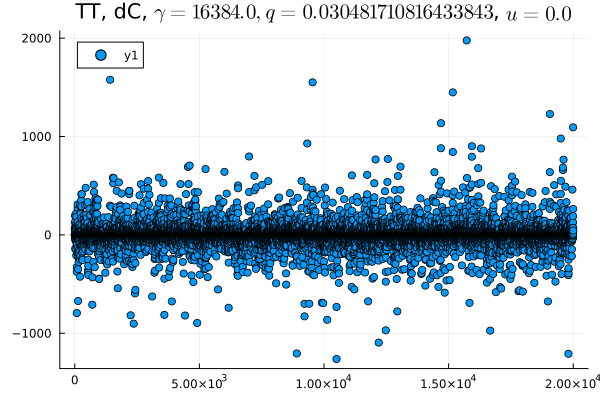 T̅T̅, dC, γ = 16384.0, q = 0.030481710816433843, u = 0.0
y1
2000
1000
0
−1000
0 5.00×10³ 1.00×10⁴ 1.50×10⁴ 2.00×10⁴